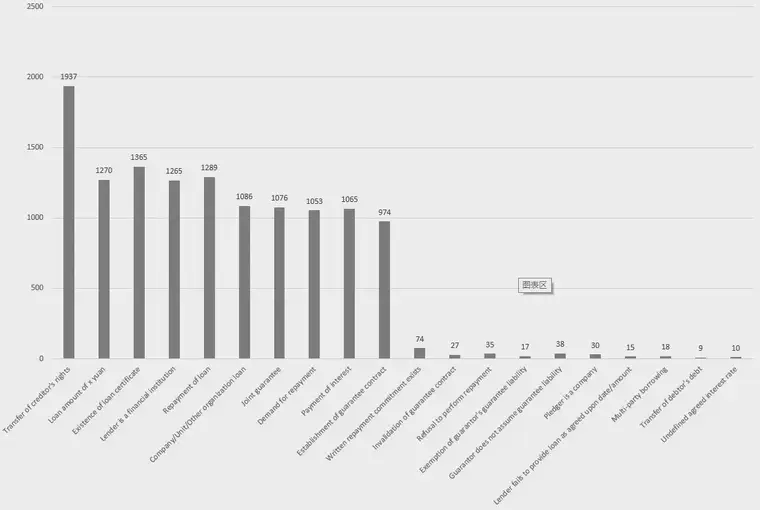 2500
2000
1500
1000
500
0
1937
1270
1365
1265
1289
1086
1076
1053
1065
974
74
27
35
17
38
30
15
18
9
10
图表区
Transfer of creditor's rights
Loan amount of x yuan
Existence of loan certificate
Lender is a financial institution
Repayment of loan
Company/Unit/Other organization loan
Joint guarantee
Demand for repayment
Payment of interest
Establishment of guarantee contract
Written repayment commitment exists
Invalidation of guarantee contract
Refusal to perform repayment
Exemption of guarantor's guarantee liability
Guarantor does not assume guarantee liability
Pledger is a company
Lender fails to provide loan as agreed upon date/amount
Multi-party borrowing
Transfer of debtor's debt
Undefined agreed interest rate